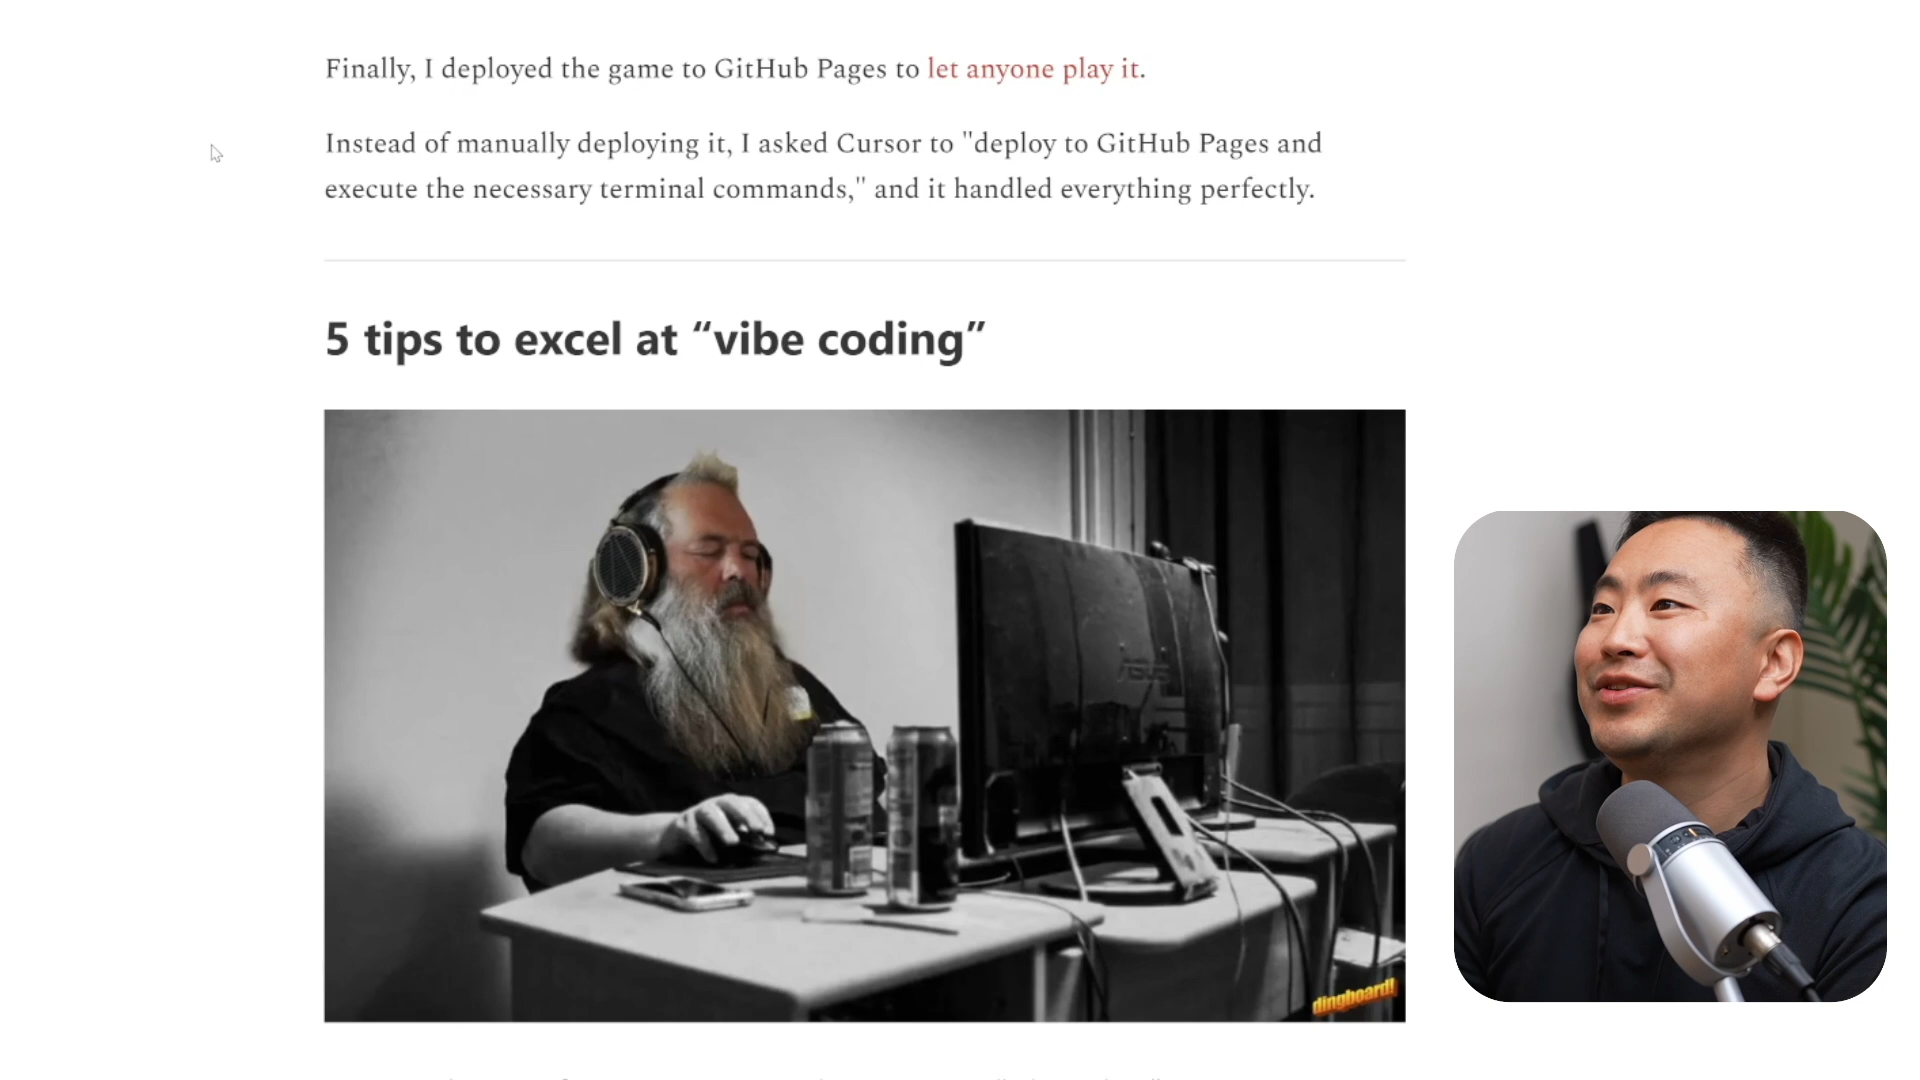 Finally, I deployed the game to GitHub Pages to let anyone play it.
Instead of manually deploying it, I asked Cursor to "deploy to GitHub Pages and
execute the necessary terminal commands," and it handled everything perfectly.
5 tips to excel at “vibe coding”
ASUS
dingboard!